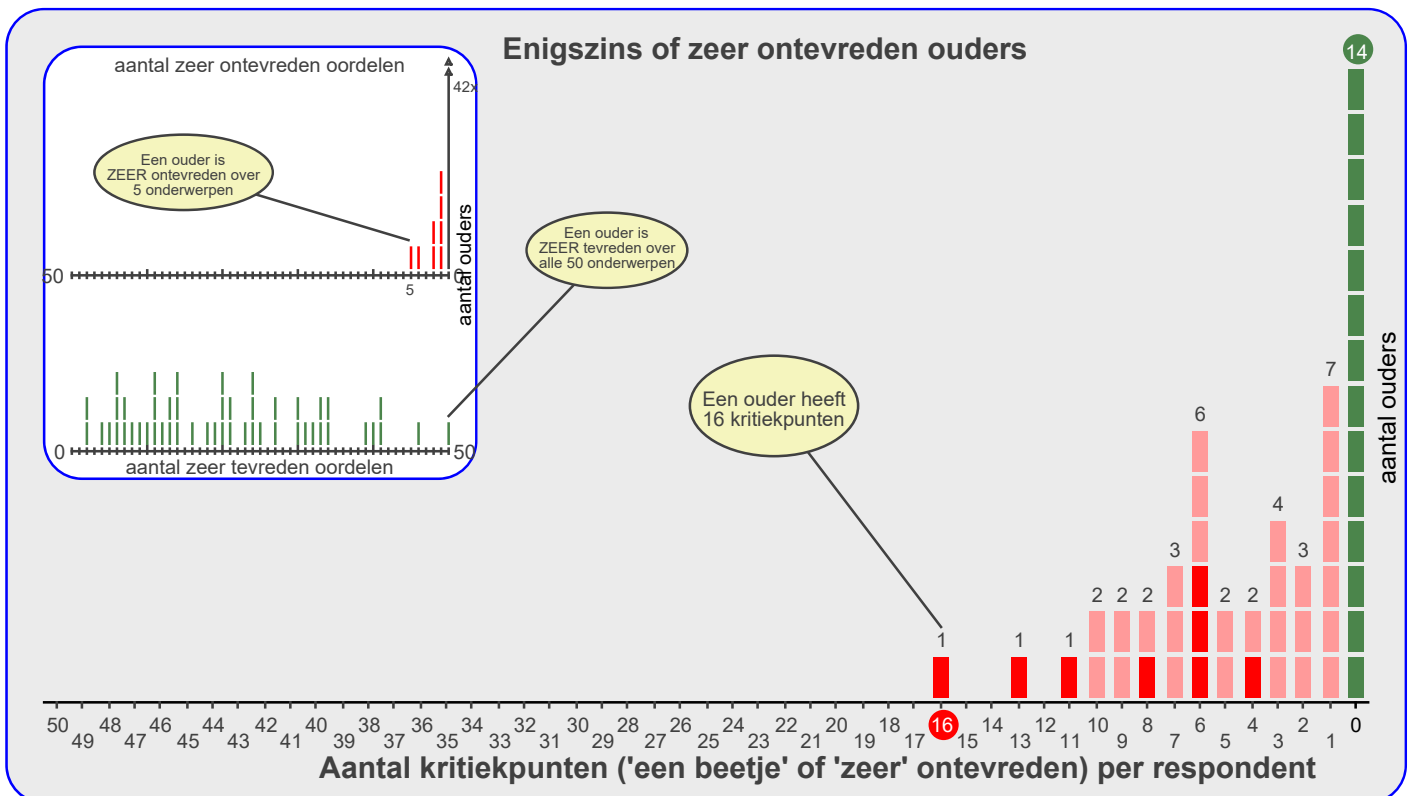 Enigszins of zeer ontevreden ouders
14
aantal zeer ontevreden oordelen
42x
Een ouder is
ZEER ontevreden over
5 onderwerpen
aantal ouders
50
0
5
Een ouder is
ZEER tevreden over
alle 50 onderwerpen
0
50
aantal zeer tevreden oordelen
Een ouder heeft
16 kritiekpunten
aantal ouders
1
1
1
2
2
2
3
6
2
2
4
3
7
50 48 46 44 42 40 38 36 34 32 30 28 26 24 22 20 18 16 14 12 10 8 6 4 2 0
49 47 45 43 41 39 37 35 33 31 29 27 25 23 21 19 17 15 13 11 9 7 5 3 1
Aantal kritiekpunten ('een beetje' of 'zeer' ontevreden) per respondent